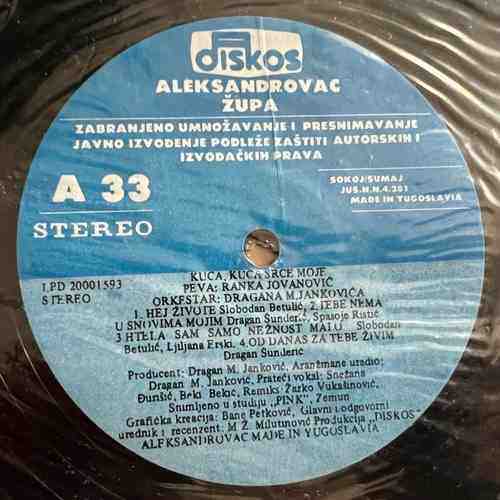 DISKOS
ALEKSANDROVAC
ŽUPA
ZABRANJENO UMNOŽAVANJE I PRESNIMAVANJE
JAVNO IZVOĐENJE PODLEŽE ZAŠTITI AUTORSKIH I
IZVOĐAČKIH PRAVA
A 33
STEREO
SOKOJ/SUMAJ
JUS.N.N.4.201
MADE IN YUGOSLAVIA
LPD 20001593
STEREO
KUCA, KUCA SRCE MOJE
PEVA: RANKA JOVANOVIĆ
ORKESTAR: DRAGANA M.JANKOVIĆA
1. HEJ ŽIVOTE Slobodan Betulić, 2.TEBE NEMA
U SNOVIMA MOJIM Dragan Sunder... Spasoje Ristić
3 HTELA SAM SAMO NEŽNOST MALO Slobodan
Betulić, Ljiljana Erski. 4.OD DANAS ZA TEBE ŽIVIM
Dragan Sunderić
Producent: Dragan M. Janković, Aranžmane uradio:
Dragan M. Janković, Prateći vokal: Snežana
Đunšić, Beki Bekić, Remiks: Žarko Vukašinović,
Snimljeno u studiju „PINK", Zemun
Grafička kreacija: Bane Petković, Glavni i odgovorni
urednik i recenzent: M Ž. Milutinović Produkcija „DISKOS"
ALEKSANDROVAC MADE IN YUGOSLAVIA